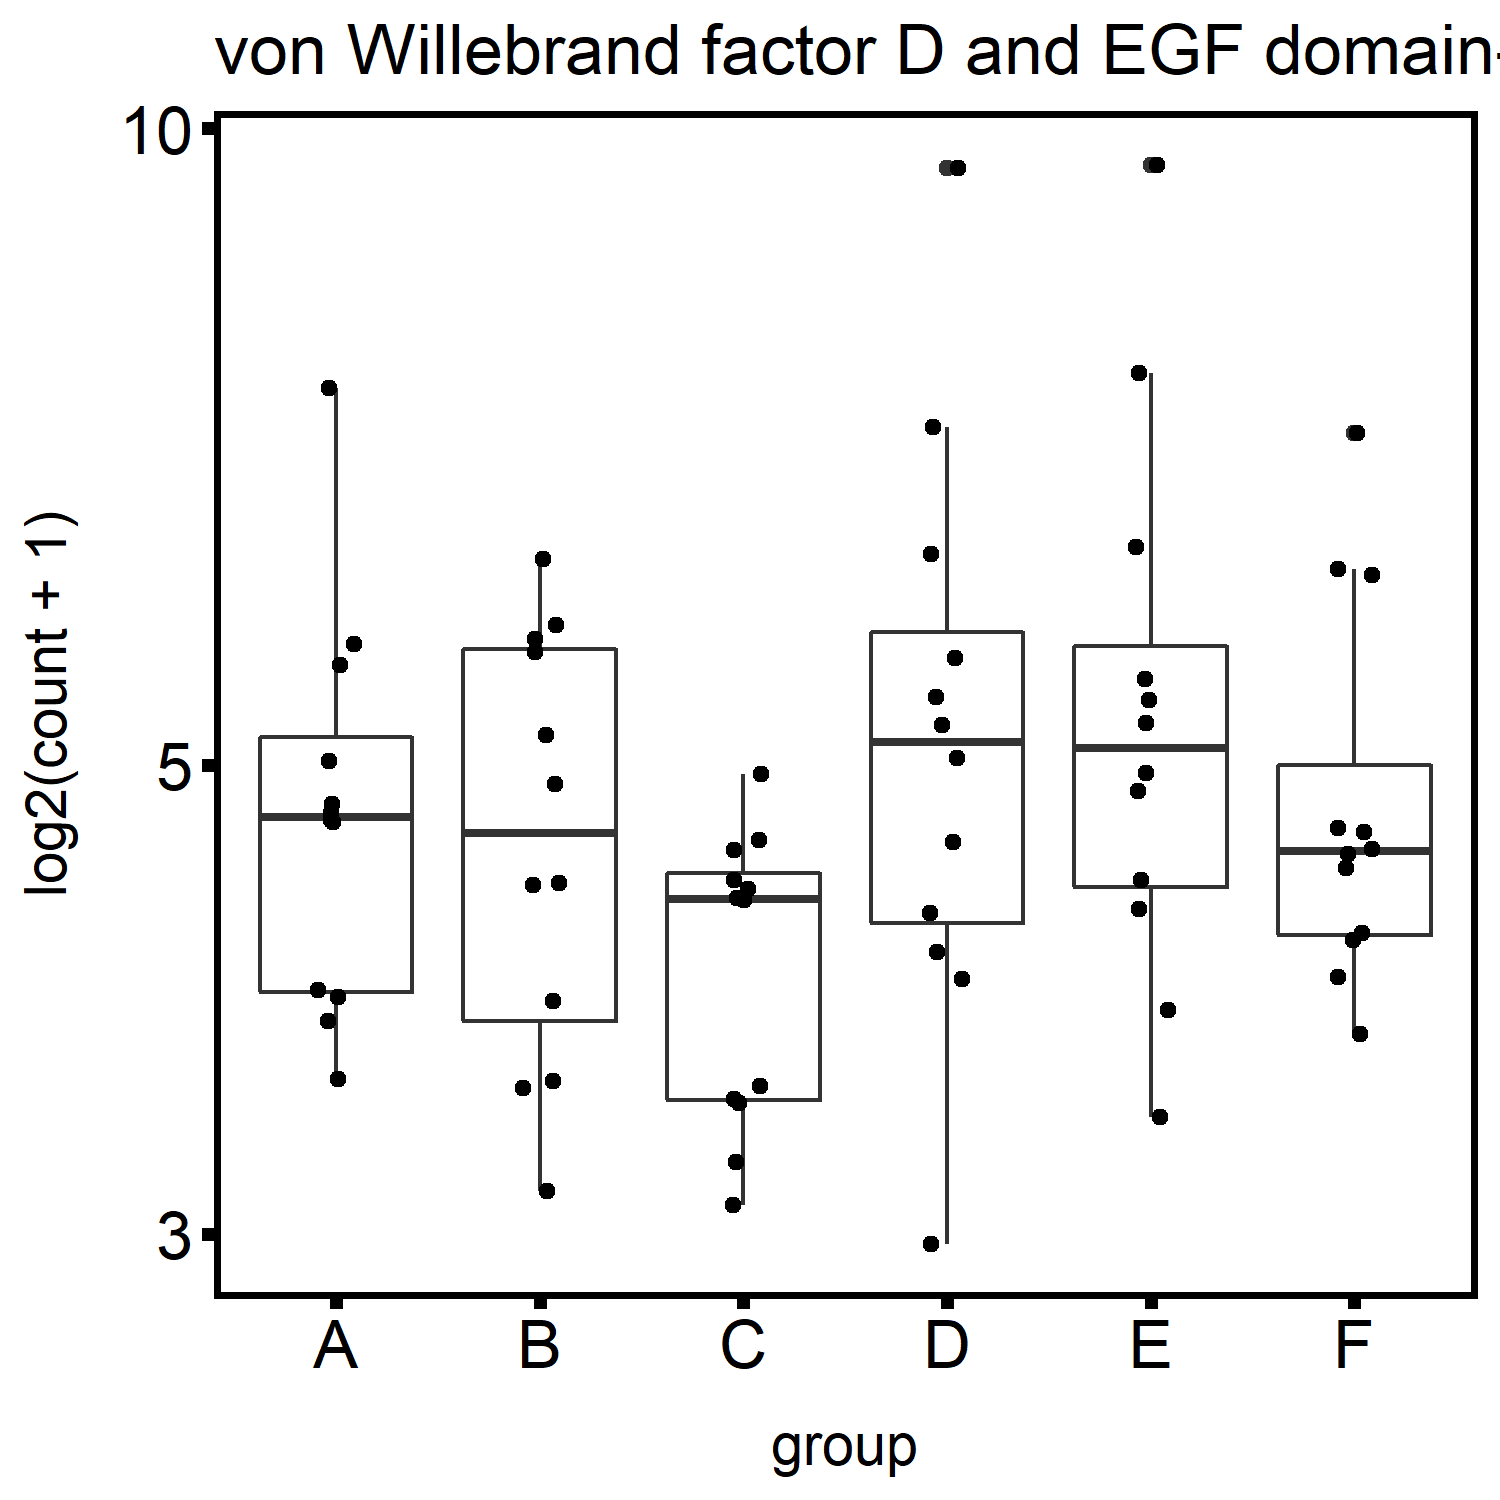 von Willebrand factor D and EGF domain-
10
5
3
log2(count + 1)
A B C D E F
group